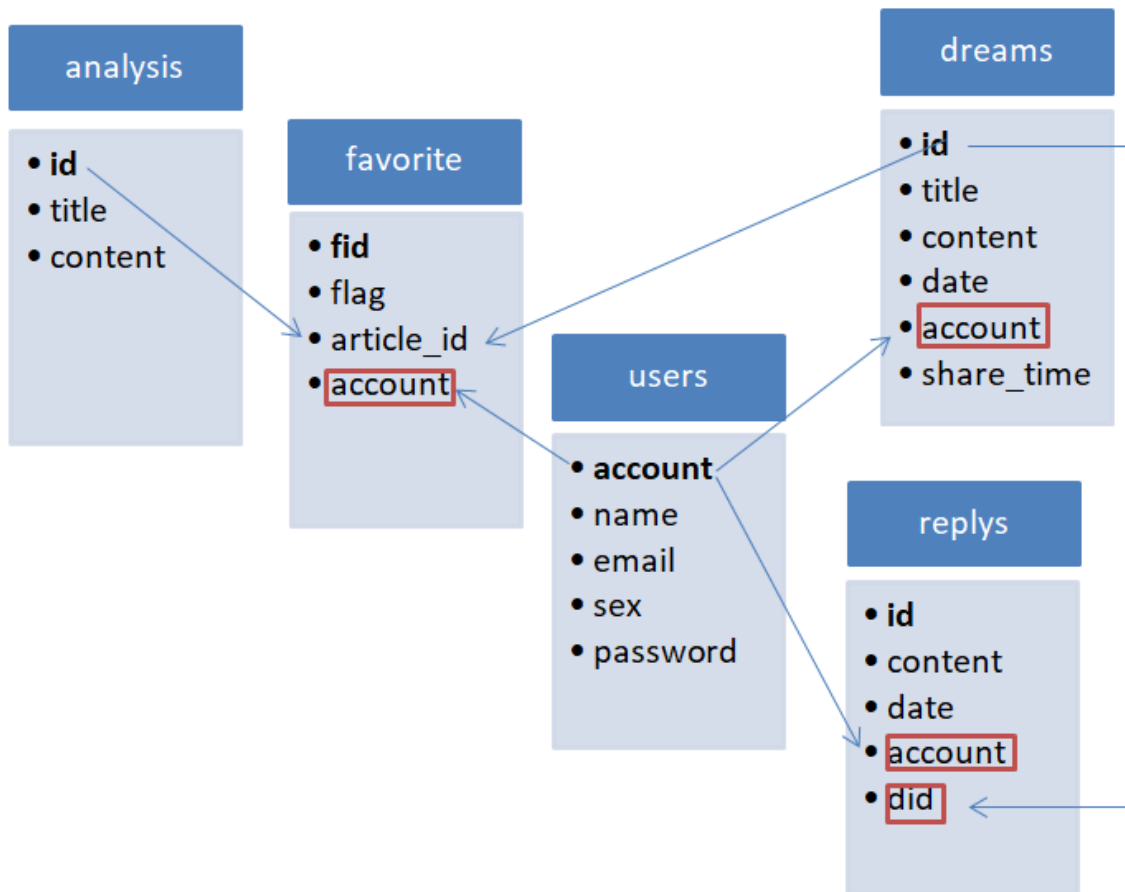 analysis
• id
• title
• content
favorite
• fid
• flag
• article_id
• account
users
• account
• name
• email
• sex
• password
dreams
• id
• title
• content
• date
• account
• share_time
replys
• id
• content
• date
• account
• did